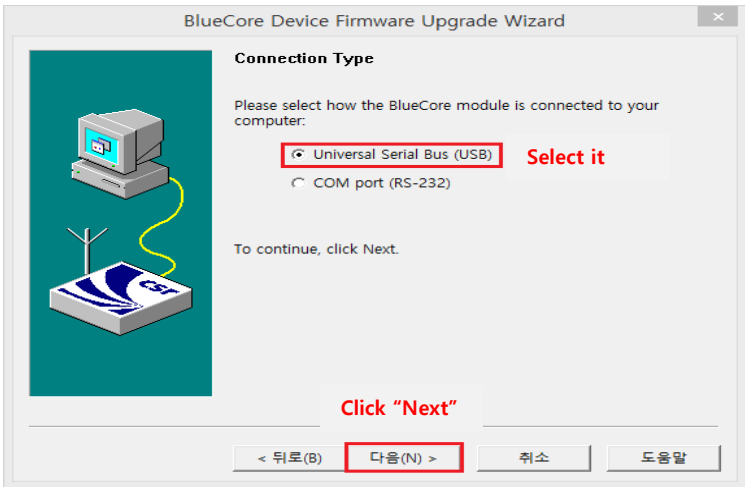 BlueCore Device Firmware Upgrade Wizard
Connection Type
Please select how the BlueCore module is connected to your
computer:
Universal Serial Bus (USB)
Select it
COM port (RS-232)
To continue, click Next.
CSr
Click “Next”
< 뒤로(B)
다음(N) >
취소
도움말